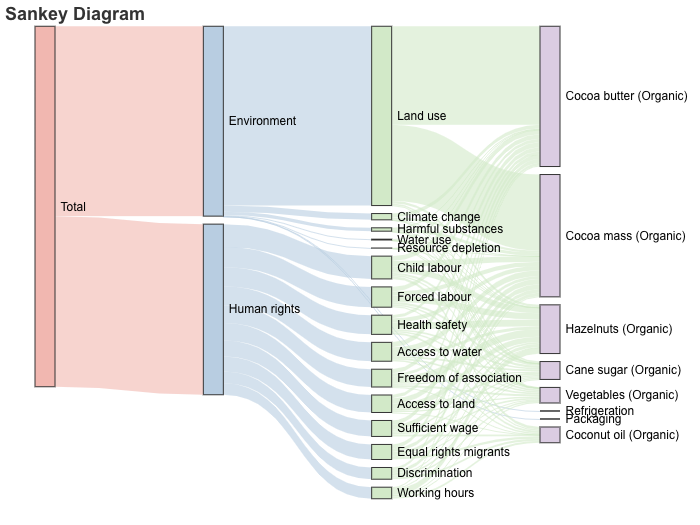 Sankey Diagram
Total
Environment
Human rights
Land use
Climate change
Harmful substances
Water use
Resource depletion
Child labour
Forced labour
Health safety
Access to water
Freedom of association
Access to land
Sufficient wage
Equal rights migrants
Discrimination
Working hours
Cocoa butter (Organic)
Cocoa mass (Organic)
Hazelnuts (Organic)
Cane sugar (Organic)
Vegetables (Organic)
Refrigeration
Packaging
Coconut oil (Organic)